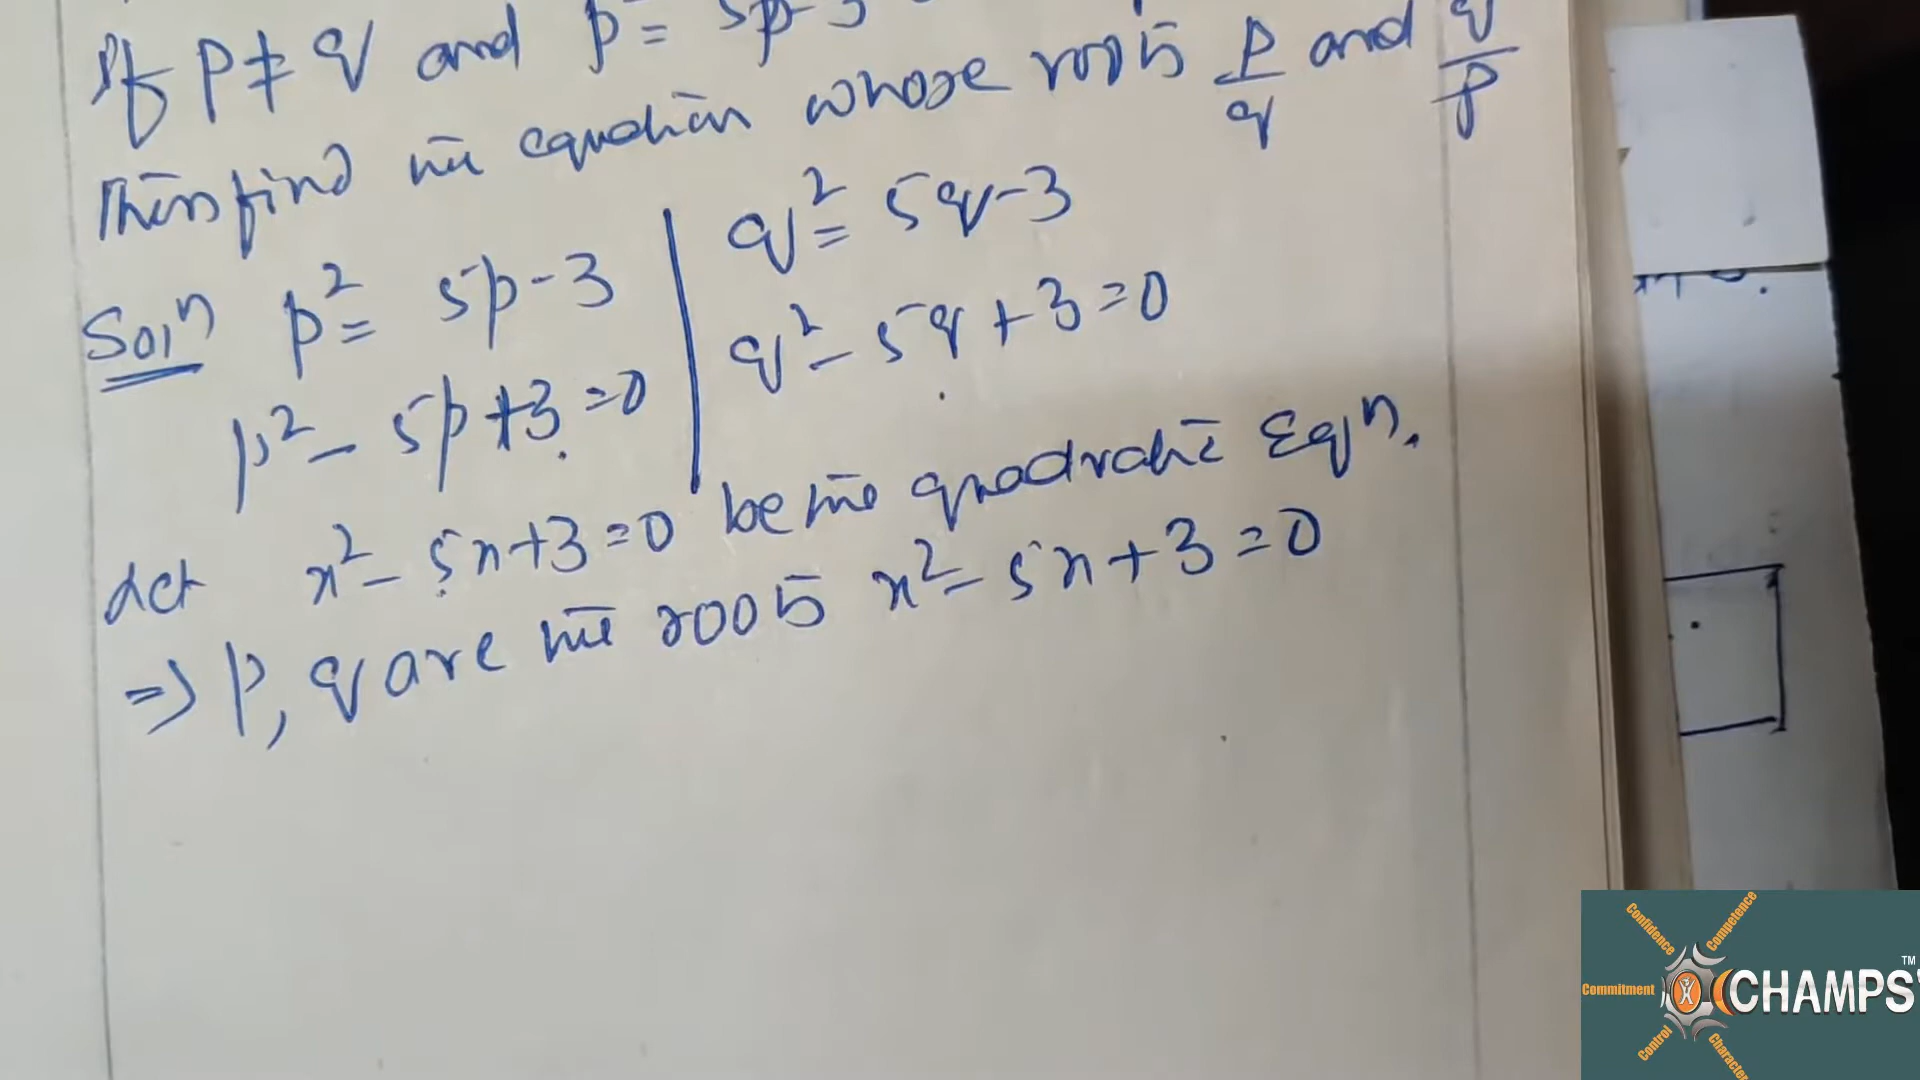 If p ≠ q and p² = 5p-3
Then find the equation whose roots p/q and q/p
Solⁿ p² = 5p-3 | q² = 5q-3
p² - 5p+3 = 0 | q² - 5q+3=0
Let x² - 5x+3=0 be the quadratic Eqⁿ.
⇒ p, q are the roots x² - 5x+3=0
Confidence
Competence
Commitment
CHAMPS
TM
Control
Character